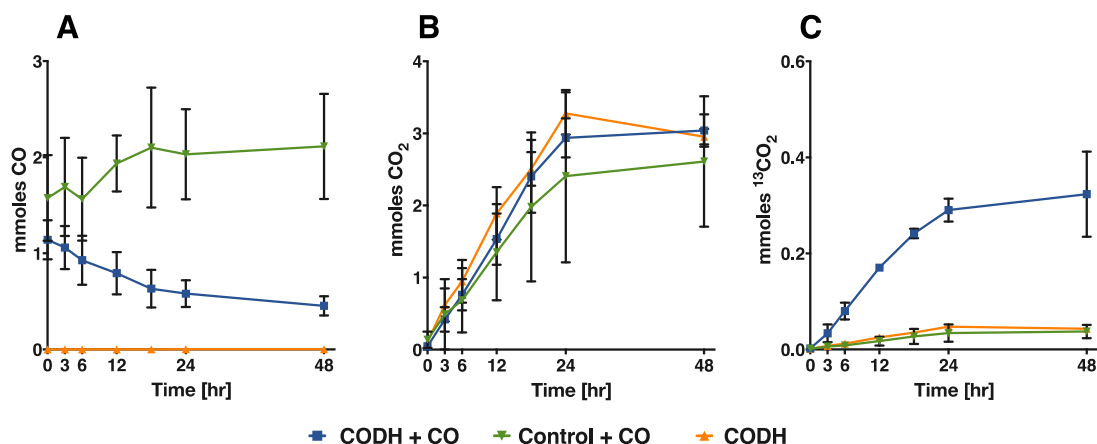 A
B
C
mmoles CO
3
2
1
0
0 3 6 12 24 48
Time [hr]
mmoles CO₂
4
3
2
1
0
0 3 6 12 24 48
Time [hr]
mmoles ¹³CO₂
0.6
0.4
0.2
0.0
0 3 6 12 24 48
Time [hr]
CODH + CO
Control + CO
CODH